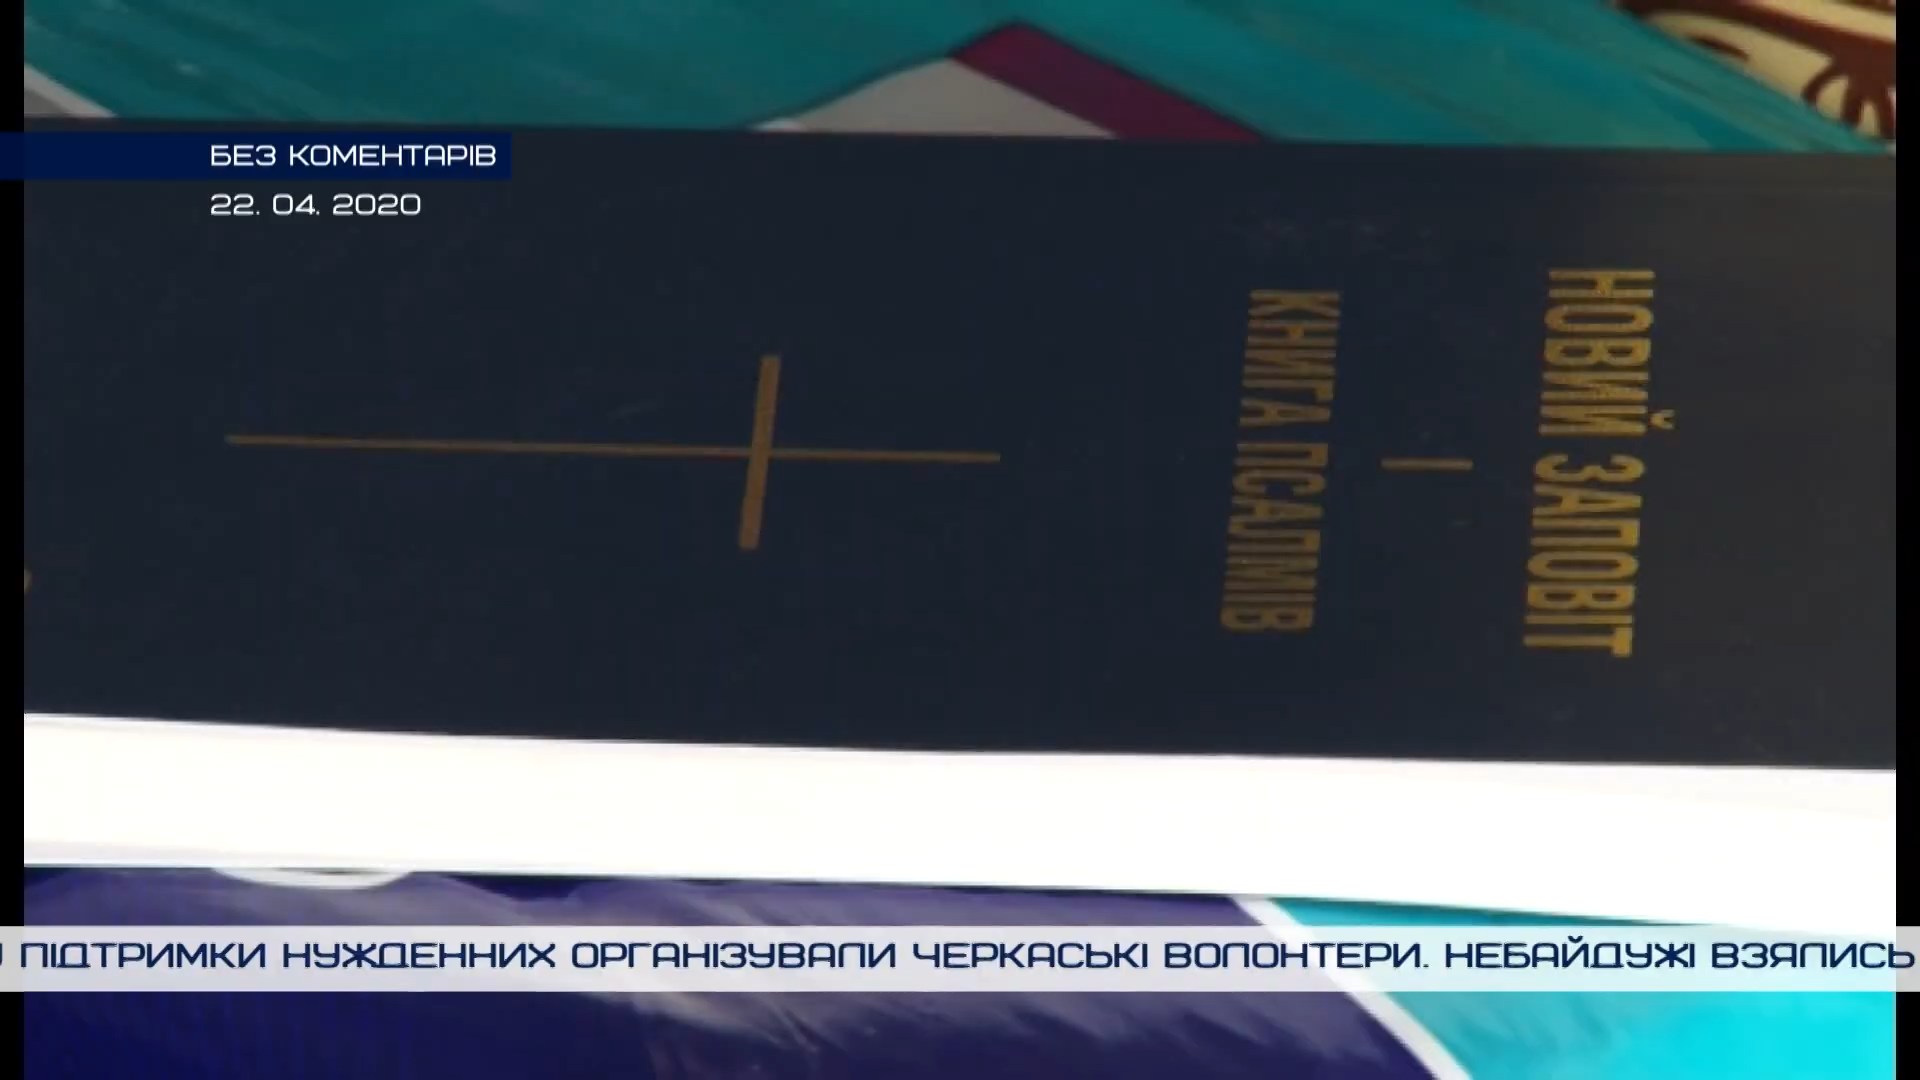 БЕЗ КОМЕНТАРІВ
22. 04. 2020
НОВИЙ ЗАПОВІТ
КНИГА ПСАЛМІВ
ПІДТРИМКИ НУЖДЕННИХ ОРГАНІЗУВАЛИ ЧЕРКАСЬКІ ВОЛОНТЕРИ. НЕБАЙДУЖІ ВЗЯЛИСЬ